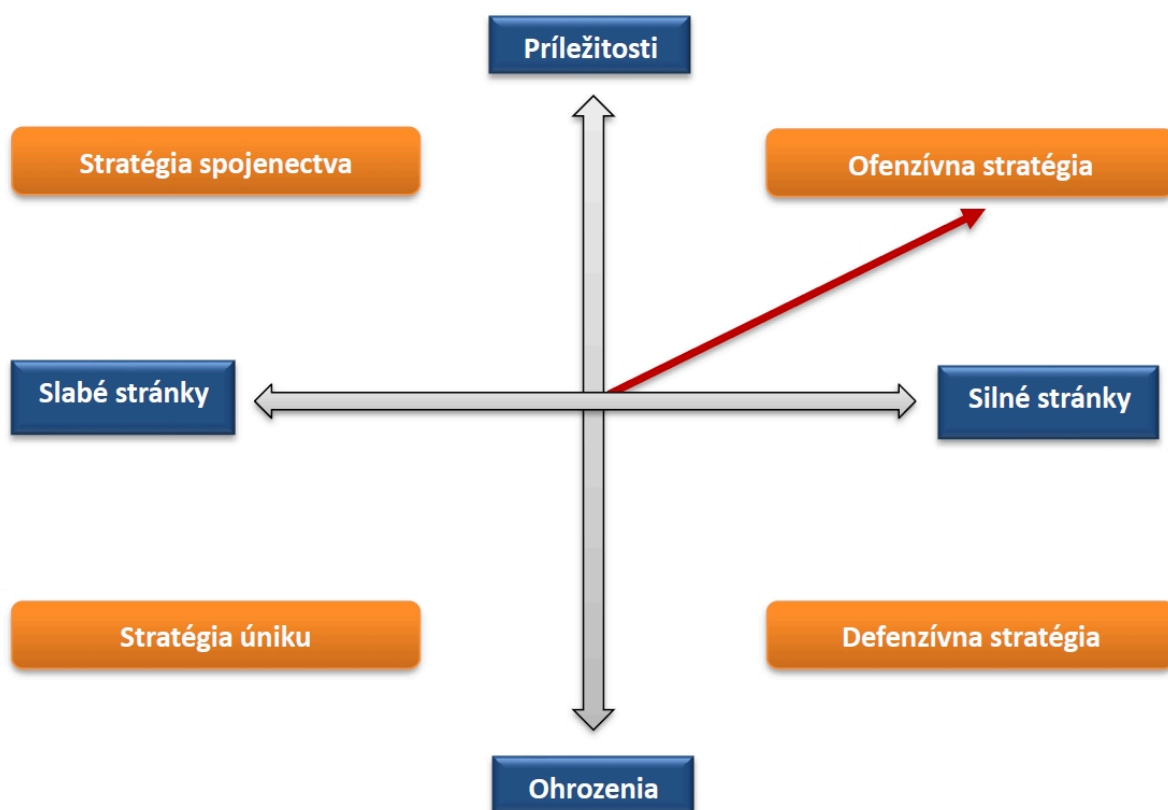 Príležitosti
Stratégia spojenectva
Ofenzívna stratégia
Slabé stránky
Silné stránky
Stratégia úniku
Defenzívna stratégia
Ohrozenia